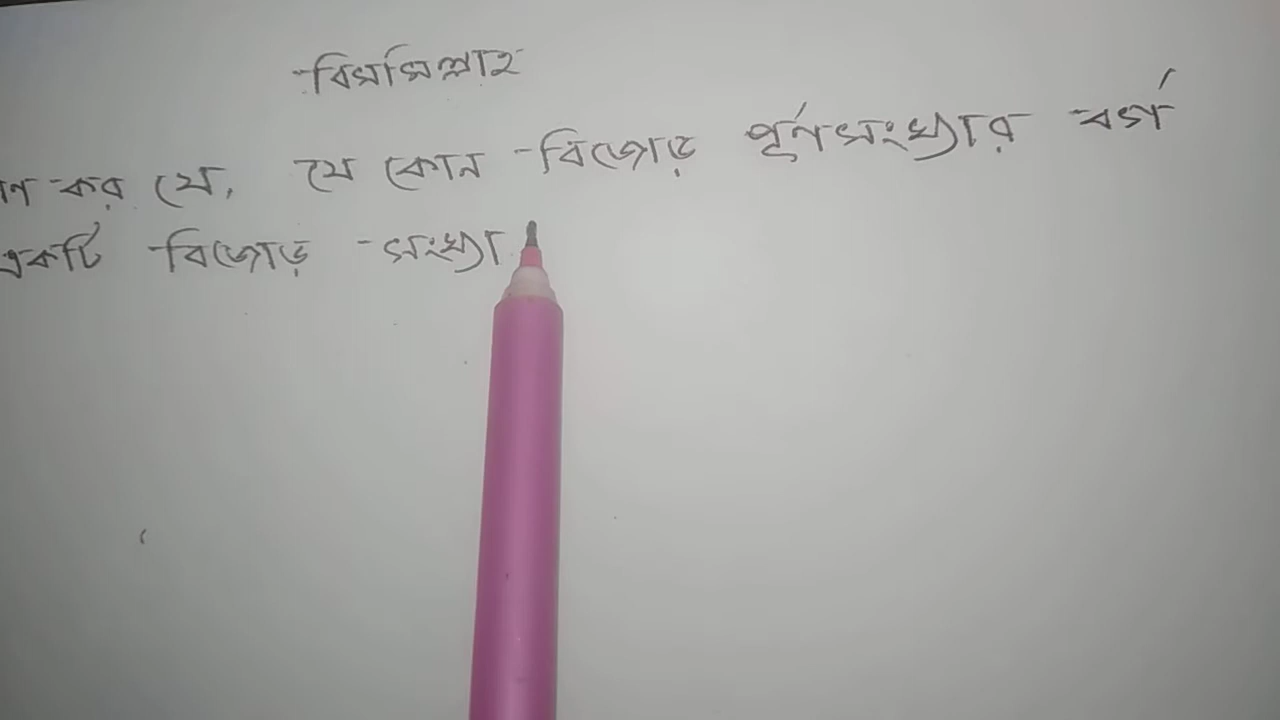 বিসমিল্লাহ
ণ কর যে, যে কোন বিজোড় পূর্ণসংখ্যার বর্গ
একটি বিজোড় সংখ্যা